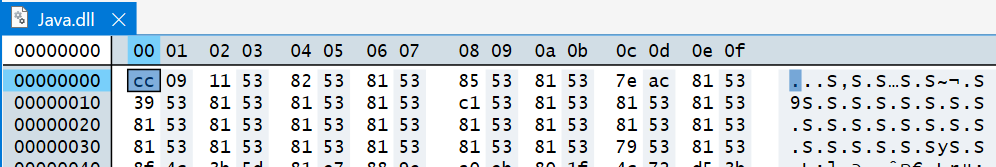 Java.dll
00000000 00 01 02 03 04 05 06 07 08 09 0a 0b 0c 0d 0e 0f
00000000 cc 09 11 53 82 53 81 53 85 53 81 53 7e ac 81 53 ...S‚S.S…S.S~¬.S
00000010 39 53 81 53 81 53 81 53 c1 53 81 53 81 53 81 53 9S.S.S.S.S.S.S.S
00000020 81 53 81 53 81 53 81 53 81 53 81 53 81 53 81 53 .S.S.S.S.S.S.S.S
00000030 81 53 81 53 81 53 81 53 81 53 81 53 79 53 81 53 .S.S.S.S.S.SyS.S